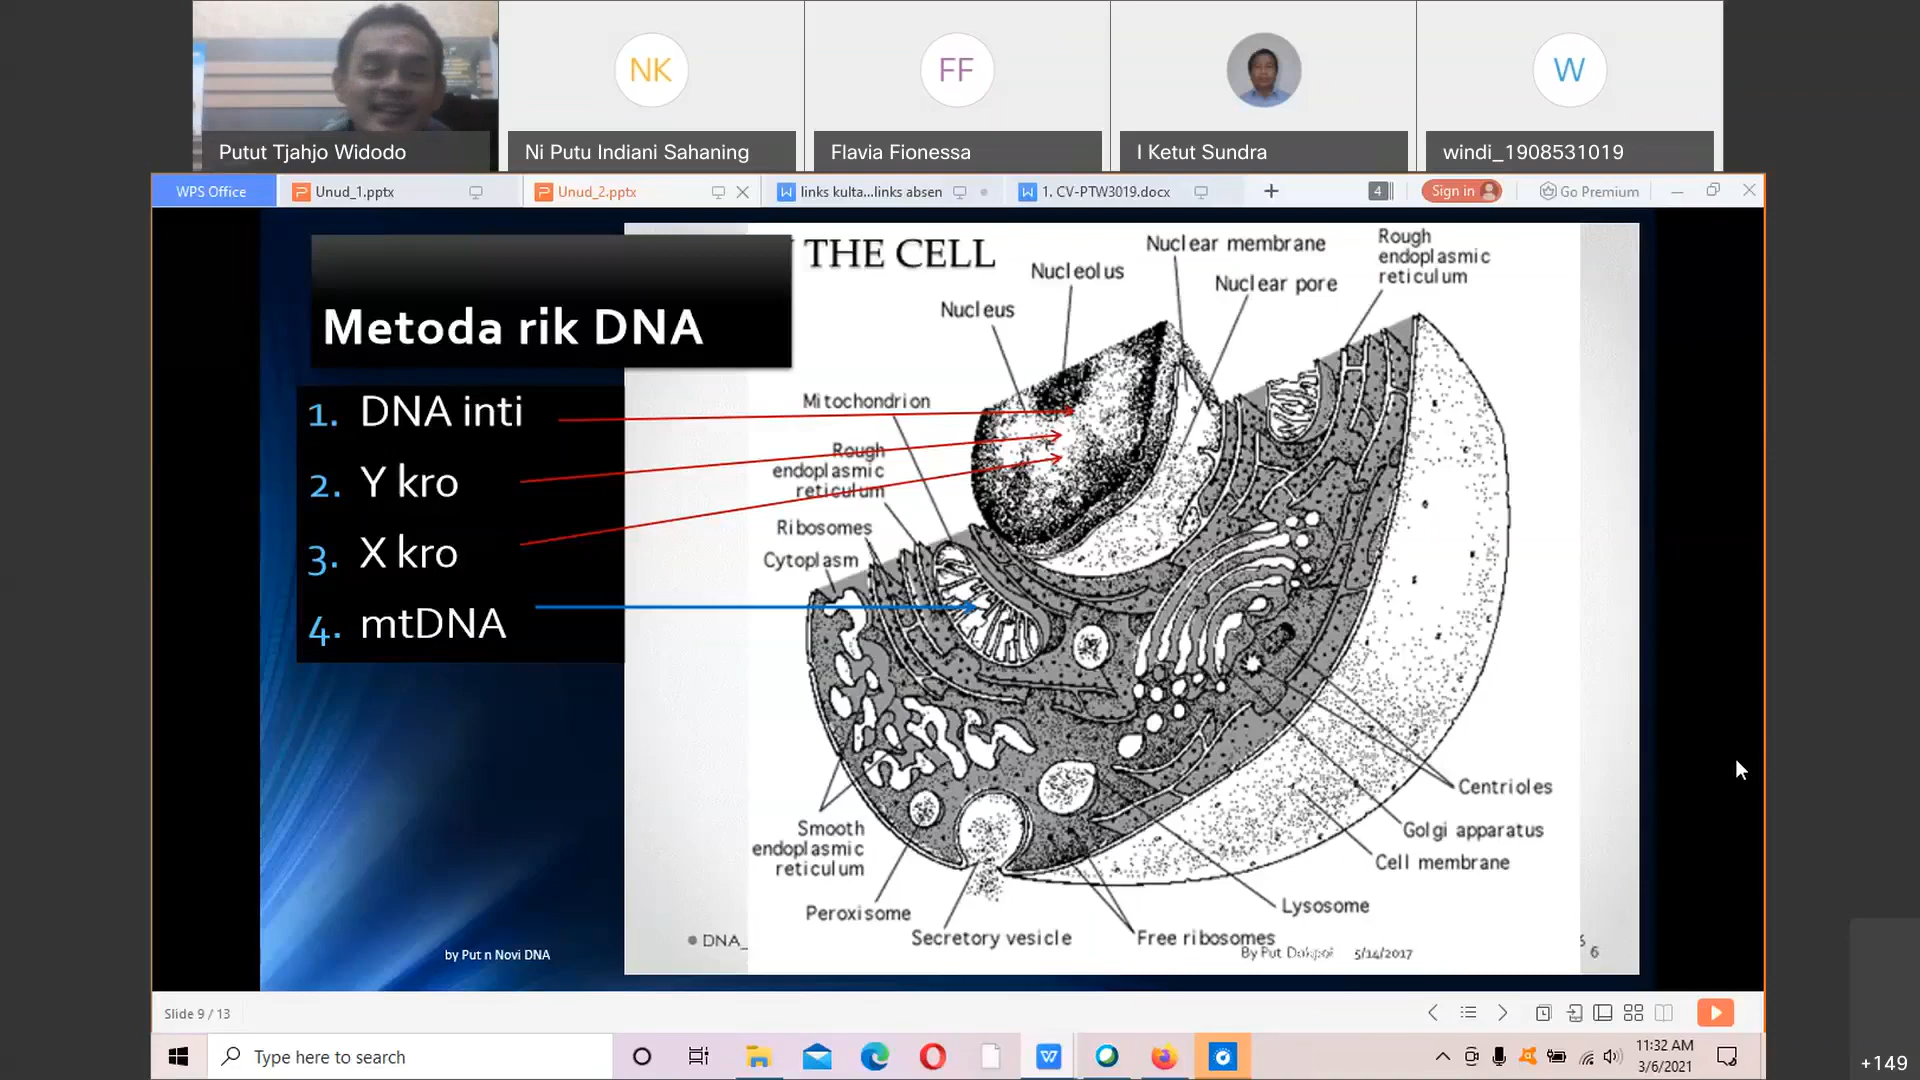 NK
FF
W
Putut Tjahjo Widodo
Ni Putu Indiani Sahaning
Flavia Fionessa
I Ketut Sundra
windi_1908531019
WPS Office
Unud_1.pptx
Unud_2.pptx
links kulta...links absen
1. CV-PTW3019.docx
4
Sign in
Go Premium
THE CELL
Metoda rik DNA
1. DNA inti
2. Y kro
3. X kro
4. mtDNA
Nucleus
Nucleolus
Nuclear membrane
Nuclear pore
Rough
endoplasmic
reticulum
Mitochondrion
Rough
endoplasmic
reticulum
Ribosomes
Cytoplasm
Smooth
endoplasmic
reticulum
Peroxisome
Secretory vesicle
Free ribosomes
Lysosome
Cell membrane
Golgi apparatus
Centrioles
by Put n Novi DNA
DNA_
By Put Dokpol 5/14/2017
6
Slide 9 / 13
Type here to search
11:32 AM
3/6/2021
+149